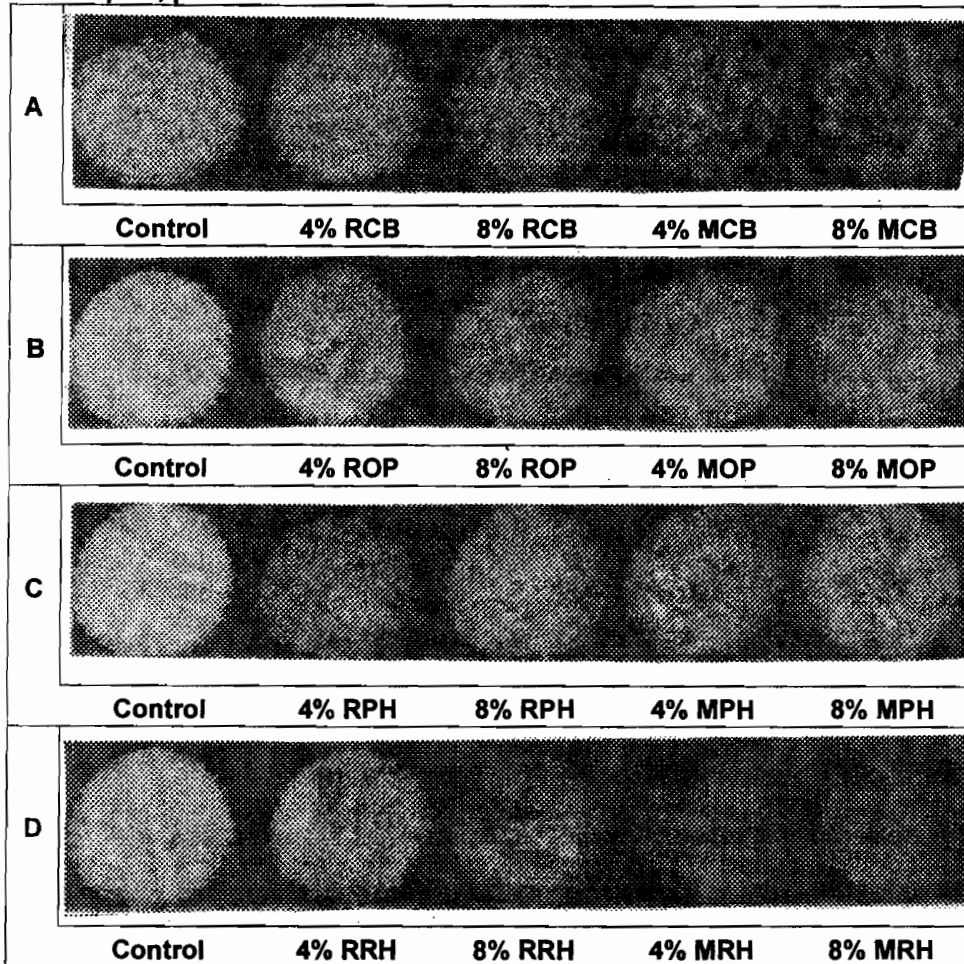 A
Control 4% RCB 8% RCB 4% MCB 8% MCB
B
Control 4% ROP 8% ROP 4% MOP 8% MOP
C
Control 4% RPH 8% RPH 4% MPH 8% MPH
D
Control 4% RRH 8% RRH 4% MRH 8% MRH